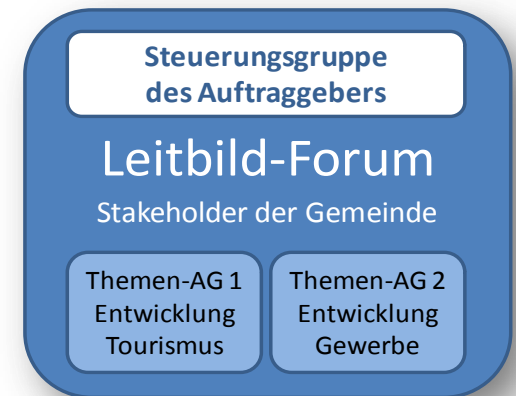 Steuerungsgruppe
des Auftraggebers
Leitbild-Forum
Stakeholder der Gemeinde
Themen-AG 1
Entwicklung
Tourismus
Themen-AG 2
Entwicklung
Gewerbe